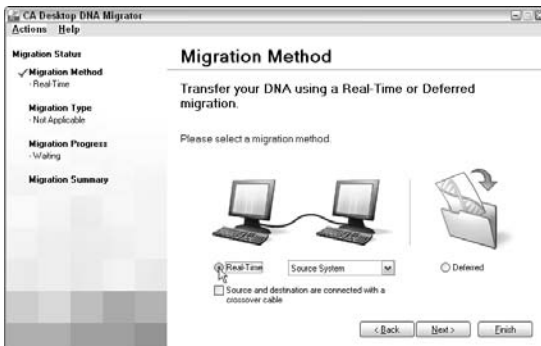 CA Desktop DNA Migrator
Actions Help
Migration Status
Migration Method
- Real-Time
Migration Type
- Not Applicable
Migration Progress
- Waiting
Migration Summary
Migration Method
Transfer your DNA using a Real-Time or Deferred
migration.
Please select a migration method.
Real-Time
Source System
Deferred
Source and destination are connected with a
crossover cable
< Back
Next >
Finish